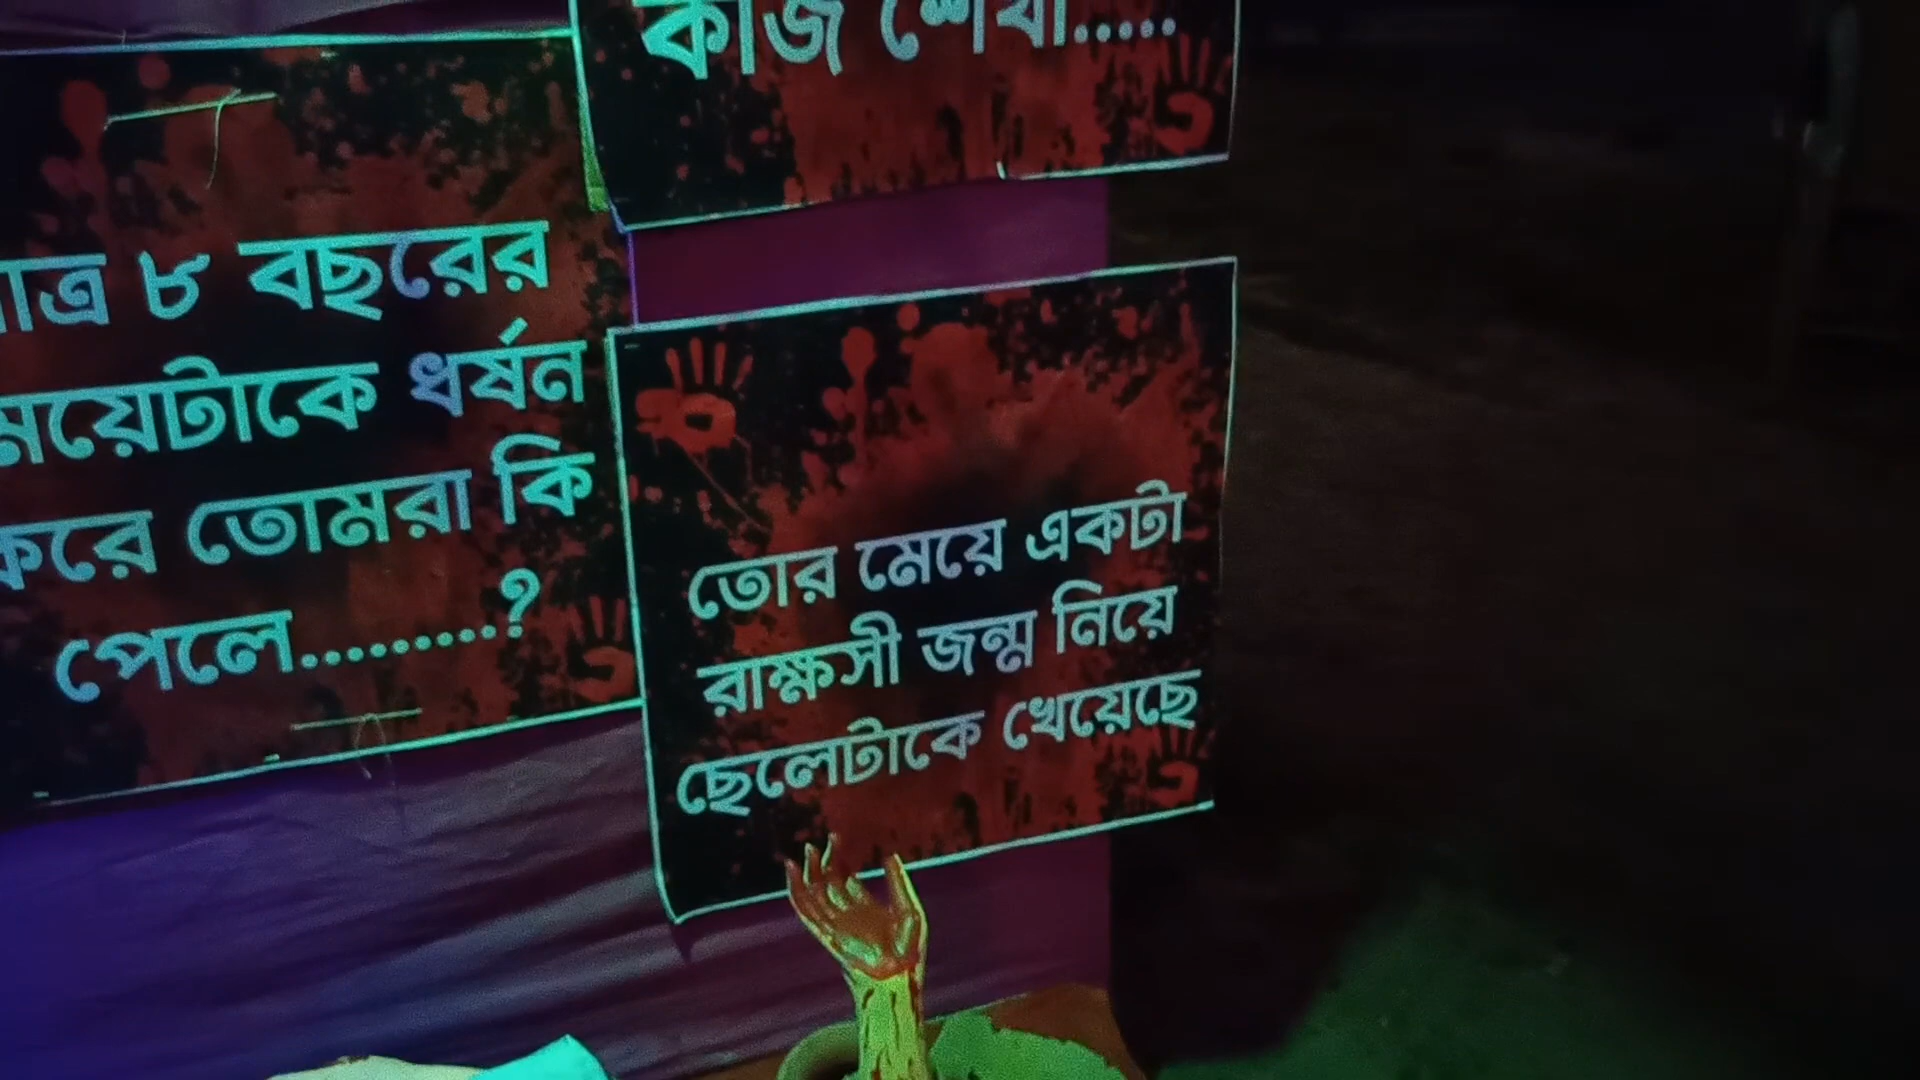 কাজ শেষ.....
মাত্র ৮ বছরের
মেয়েটাকে ধর্ষন
করে তোমরা কি
পেলে.........?
তোর মেয়ে একটা
রাক্ষসী জন্ম নিয়ে
ছেলেটাকে খেয়েছে